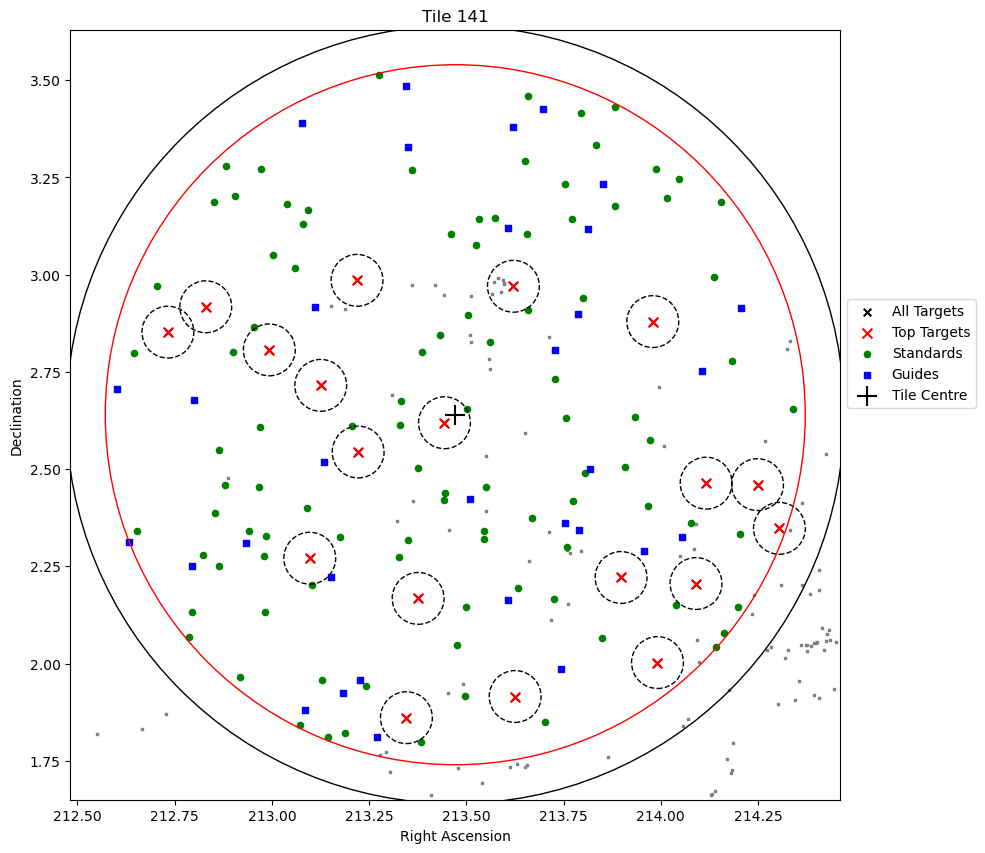 Tile 141
3.50
3.25
3.00
2.75
2.50
2.25
2.00
1.75
Declination
212.50 212.75 213.00 213.25 213.50 213.75 214.00 214.25
Right Ascension
All Targets
Top Targets
Standards
Guides
Tile Centre